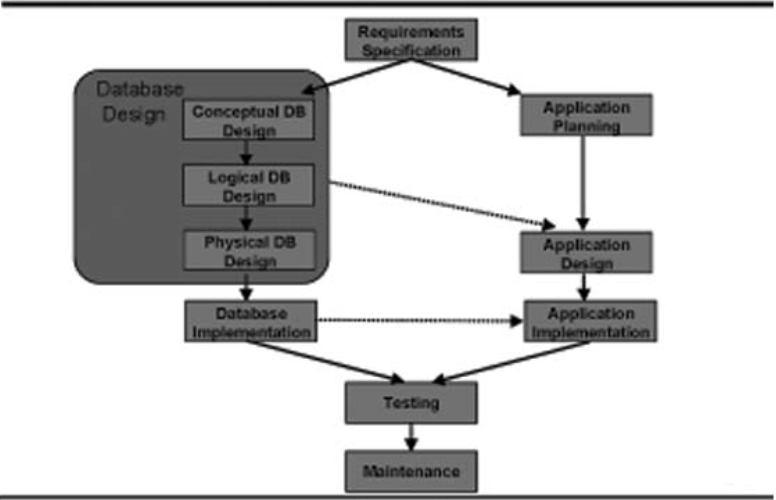 Requirements
Specification
Database
Design
Conceptual DB
Design
Application
Planning
Logical DB
Design
Physical DB
Design
Application
Design
Database
Implementation
Application
Implementation
Testing
Maintenance